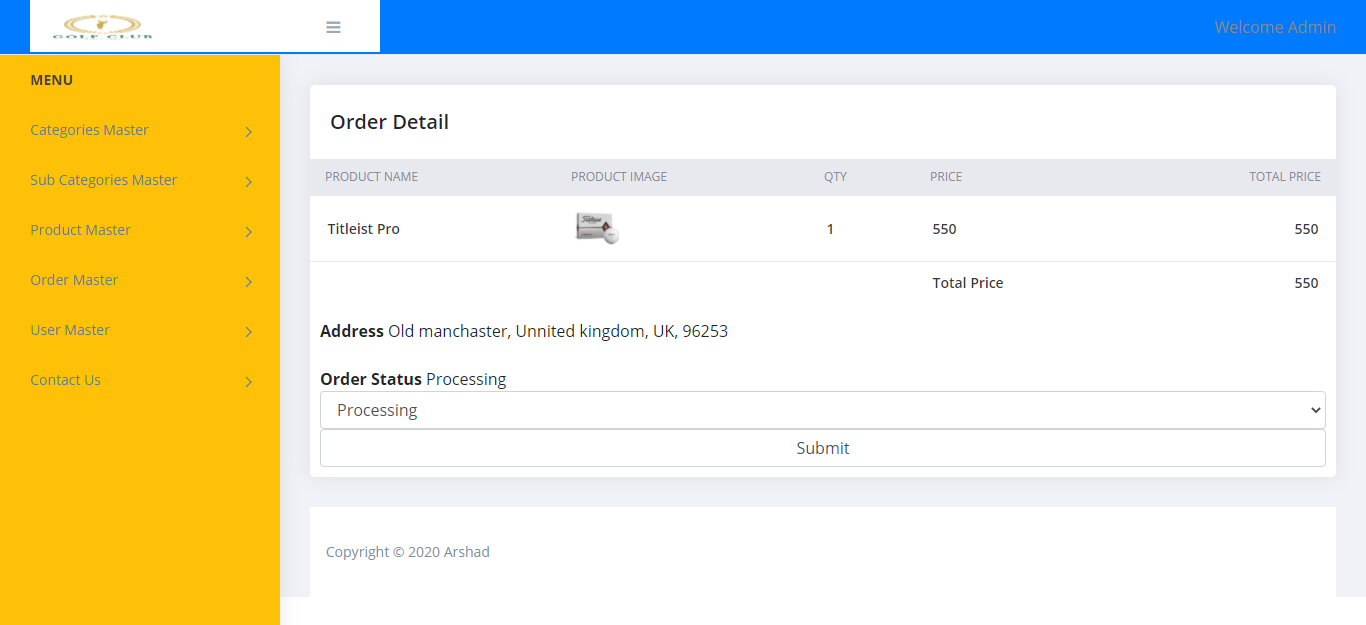 GOLF CLUB
Welcome Admin
MENU
Categories Master
Sub Categories Master
Product Master
Order Master
User Master
Contact Us
Order Detail
PRODUCT NAME PRODUCT IMAGE QTY PRICE TOTAL PRICE
Titleist Pro Titleist 1 550 550
Total Price 550
Address Old manchaster, Unnited kingdom, UK, 96253
Order Status Processing
Processing
Submit
Copyright © 2020 Arshad